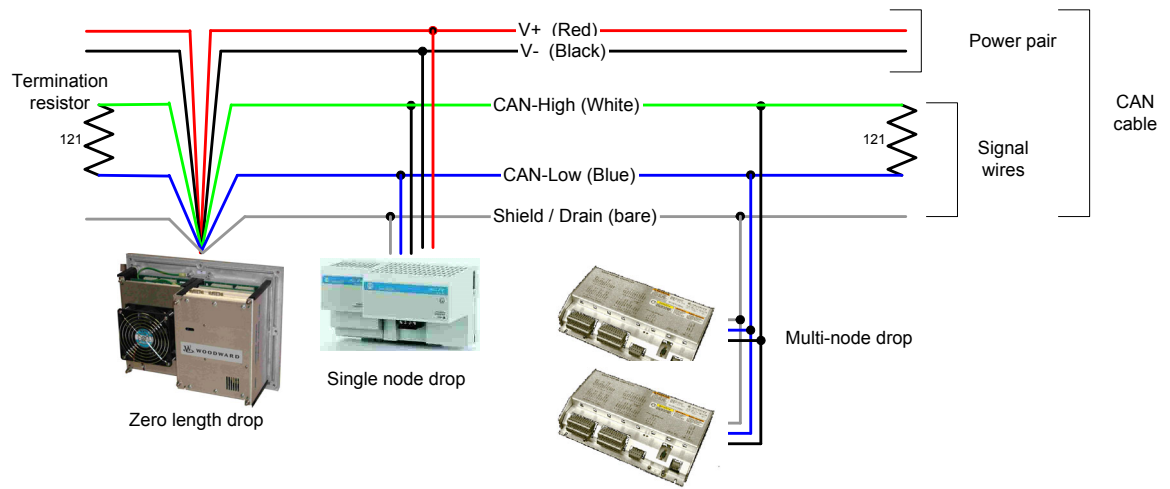 V+ (Red)
V- (Black)
Power pair
Termination
resistor
CAN-High (White)
CAN
cable
121
121
Signal
wires
CAN-Low (Blue)
Shield / Drain (bare)
WOODWARD
Multi-node drop
Single node drop
Zero length drop